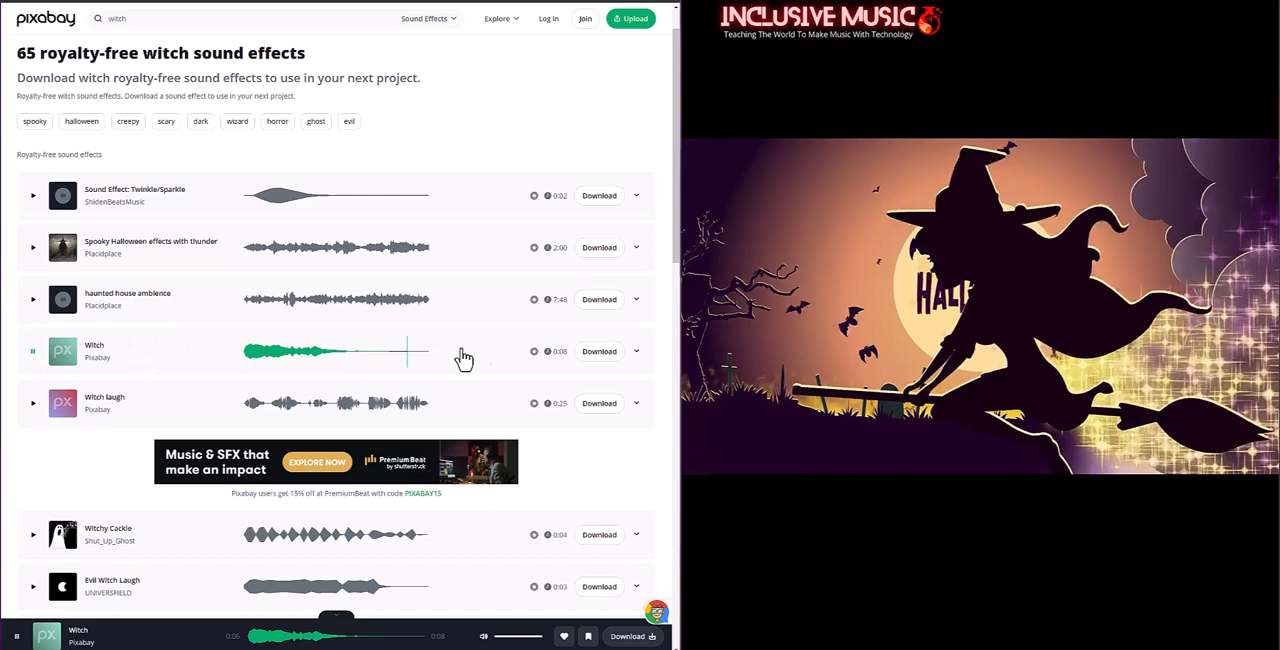 pixabay
witch
Sound Effects
Explore
Log in
Join
Upload
65 royalty-free witch sound effects
Download witch royalty-free sound effects to use in your next project.
Royalty-free witch sound effects. Download a sound effect to use in your next project.
spooky
halloween
creepy
scary
dark
wizard
horror
ghost
evil
Royalty-free sound effects
Sound Effect: Twinkle/Sparkle
ShidenBeatsMusic
0:02
Download
Spooky Halloween effects with thunder
Placidplace
2:00
Download
haunted house ambience
Placidplace
7:48
Download
px
Witch
Pixabay
0:08
Download
px
Witch laugh
Pixabay
0:25
Download
Music & SFX that
make an impact
EXPLORE NOW
PremiumBeat
by shutterstock
Pixabay users get 15% off at PremiumBeat with code PIXABAY15
Witchy Cackle
Shut_Up_Ghost
0:04
Download
Evil Witch Laugh
UNIVERSFIELD
0:03
Download
px
Witch
Pixabay
0:06
0:08
Download
INCLUSIVE MUSIC
Teaching The World To Make Music With Technology
HALL